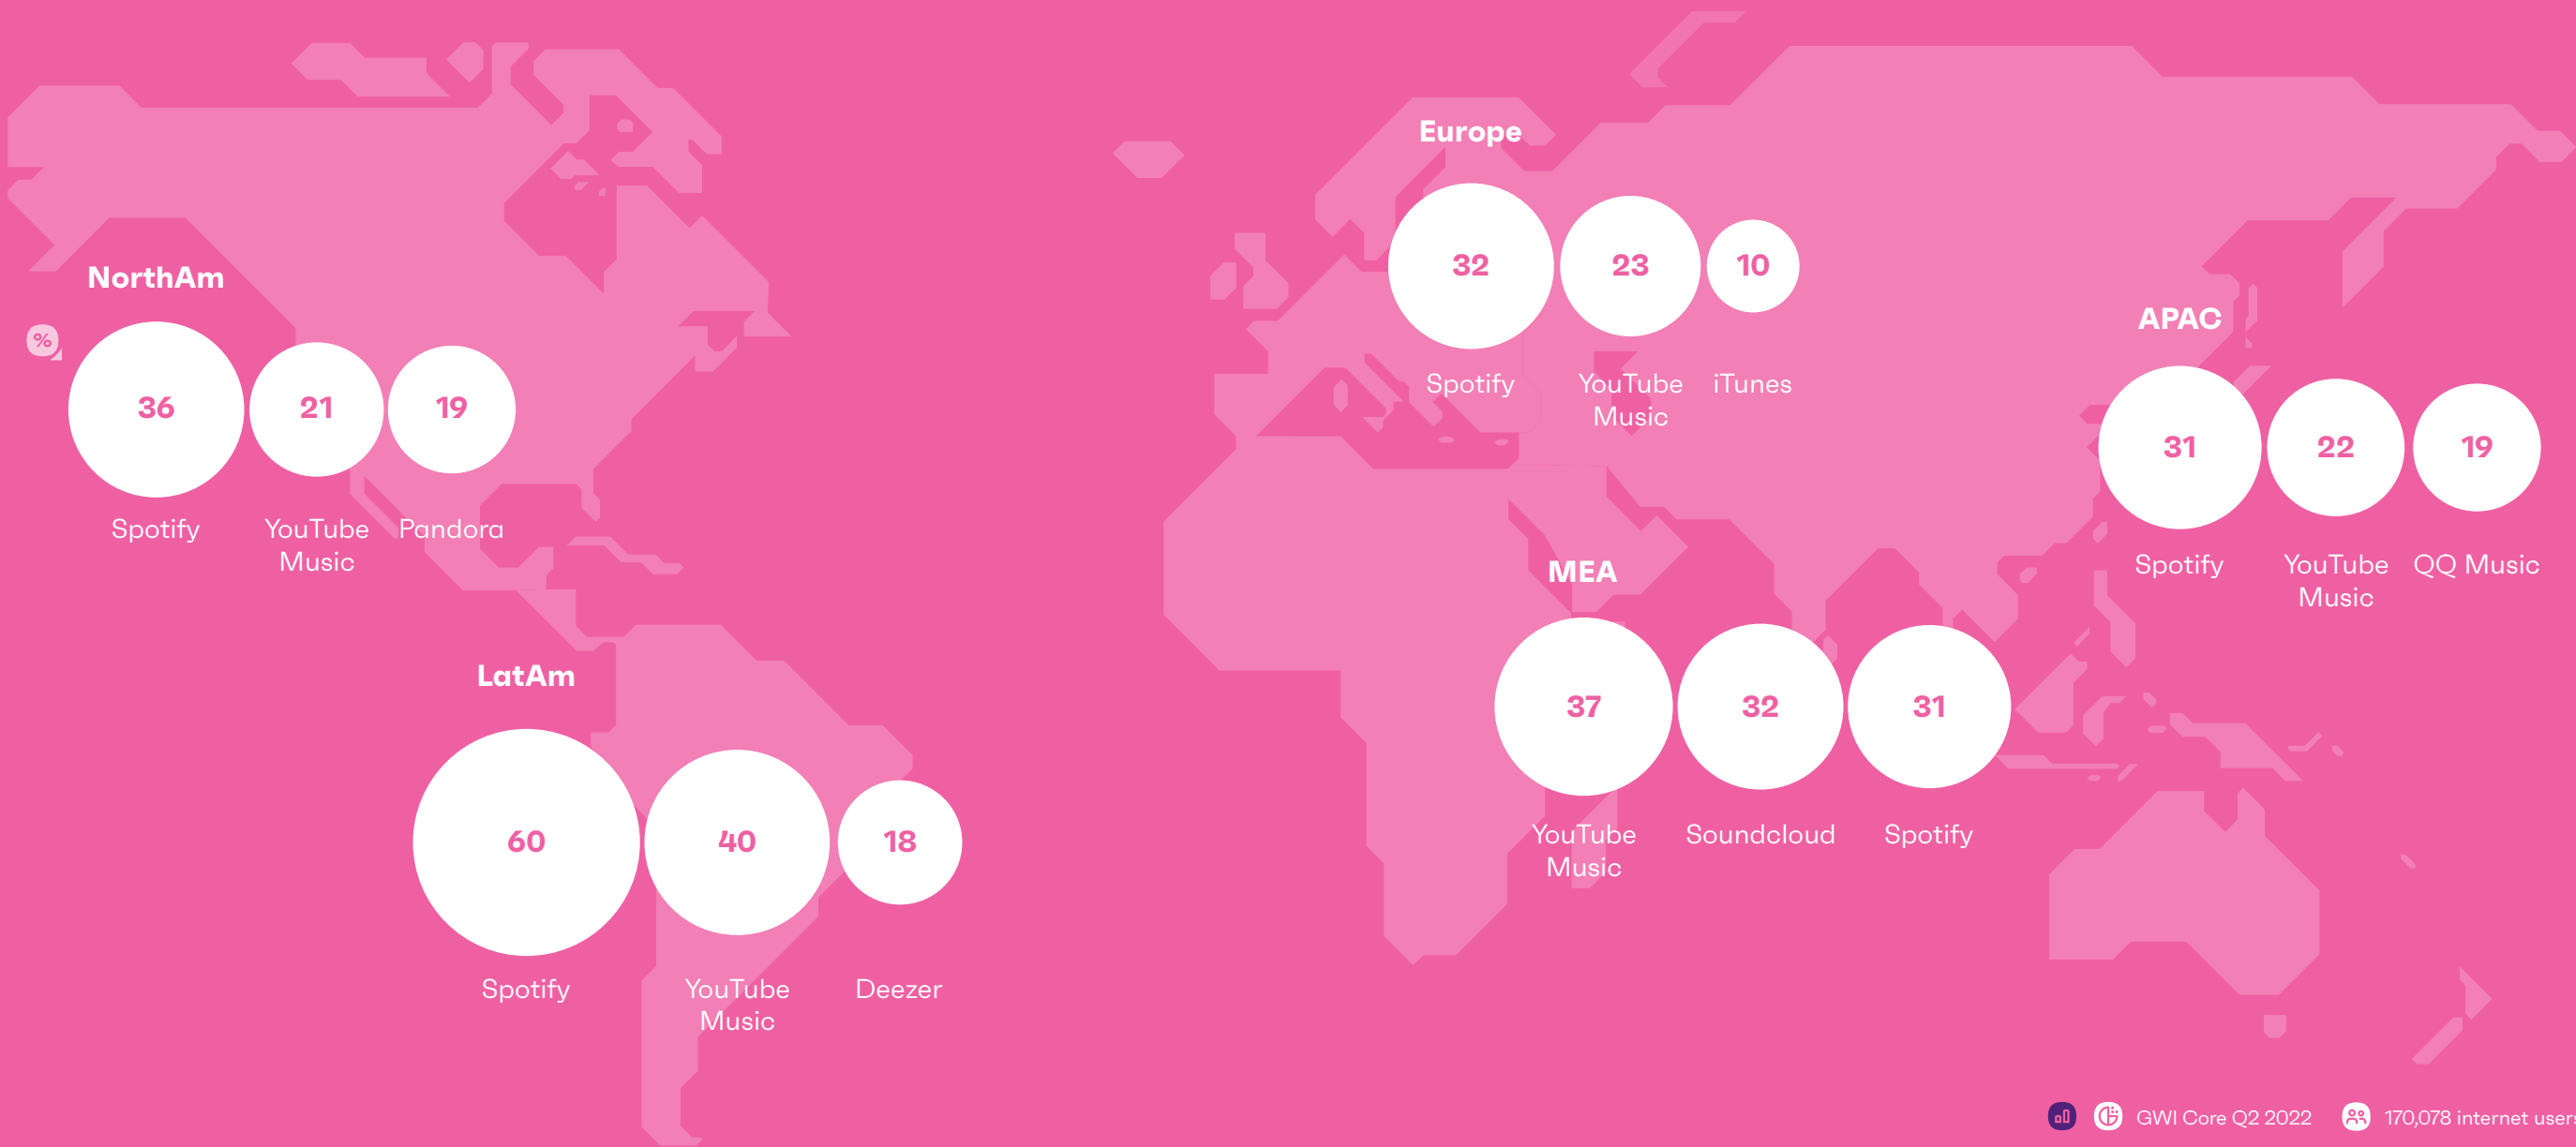 NorthAm
%
36
21
19
Spotify
YouTube
Music
Pandora
LatAm
60
40
18
Spotify
YouTube
Music
Deezer
Europe
32
23
10
Spotify
YouTube
Music
iTunes
MEA
37
32
31
YouTube
Music
Soundcloud
Spotify
APAC
31
22
19
Spotify
YouTube
Music
QQ Music
GWI Core Q2 2022
170,078 internet users